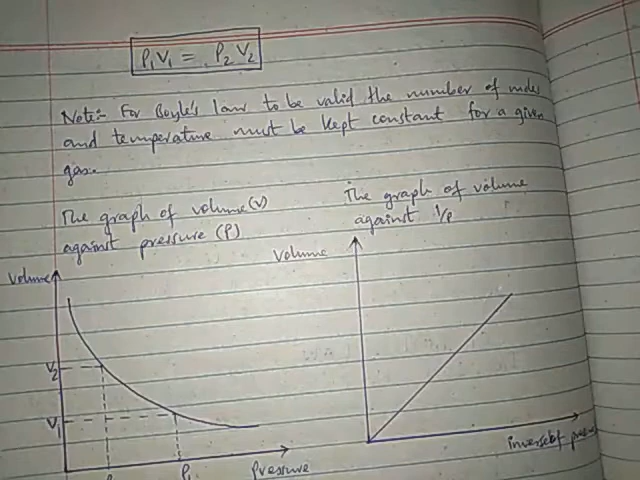 P₁V₁ = P₂V₂
Note:- For Boyle's law to be valid the number of moles
and temperature must be kept constant for a given
gas.
The graph of volume(V)
against pressure (P)
The graph of volume
against 1/P
Volume
V₂
V₁
P₁
pressure
Volume
inverse of